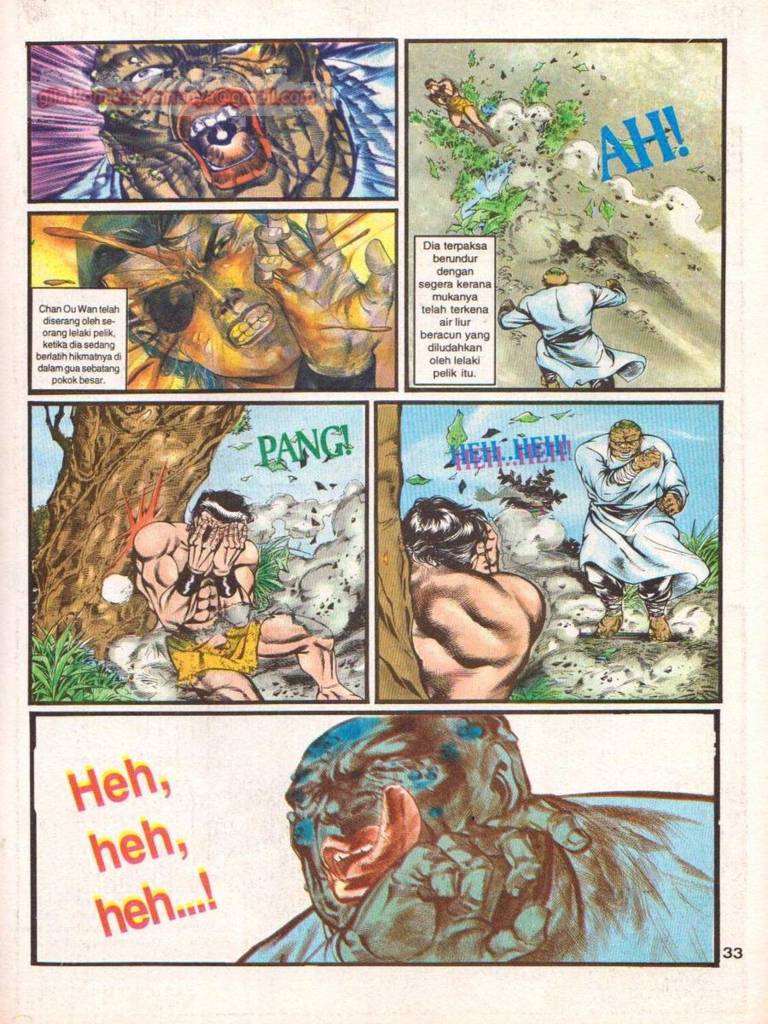 Chan Ou Wan telah
diserang oleh se-
orang lelaki pelik,
ketika dia sedang
berlatih hikmatnya di
dalam gua sebatang
pokok besar.
AH!
Dia terpaksa
berundur
dengan
segera kerana
mukanya
telah terkena
air liur
beracun yang
diludahkan
oleh lelaki
pelik itu.
PANG!
HEH..HEH!
Heh,
heh,
heh...!
33